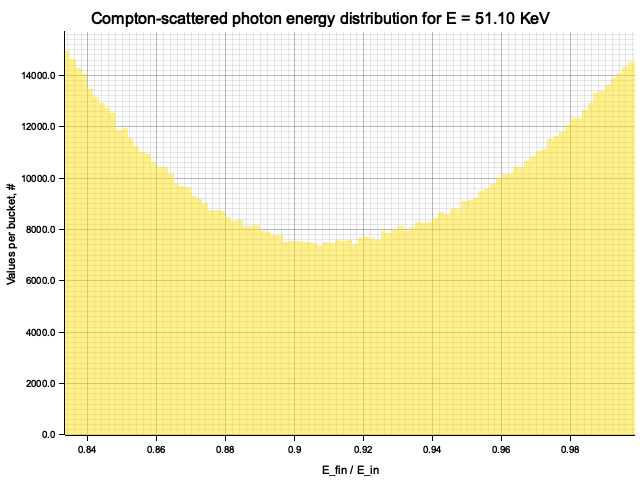 Compton-scattered photon energy distribution for E = 51.10 KeV
14000.0
12000.0
10000.0
8000.0
6000.0
4000.0
2000.0
0.0
Values per bucket, #
0.84 0.86 0.88 0.9 0.92 0.94 0.96 0.98
E_fin / E_in